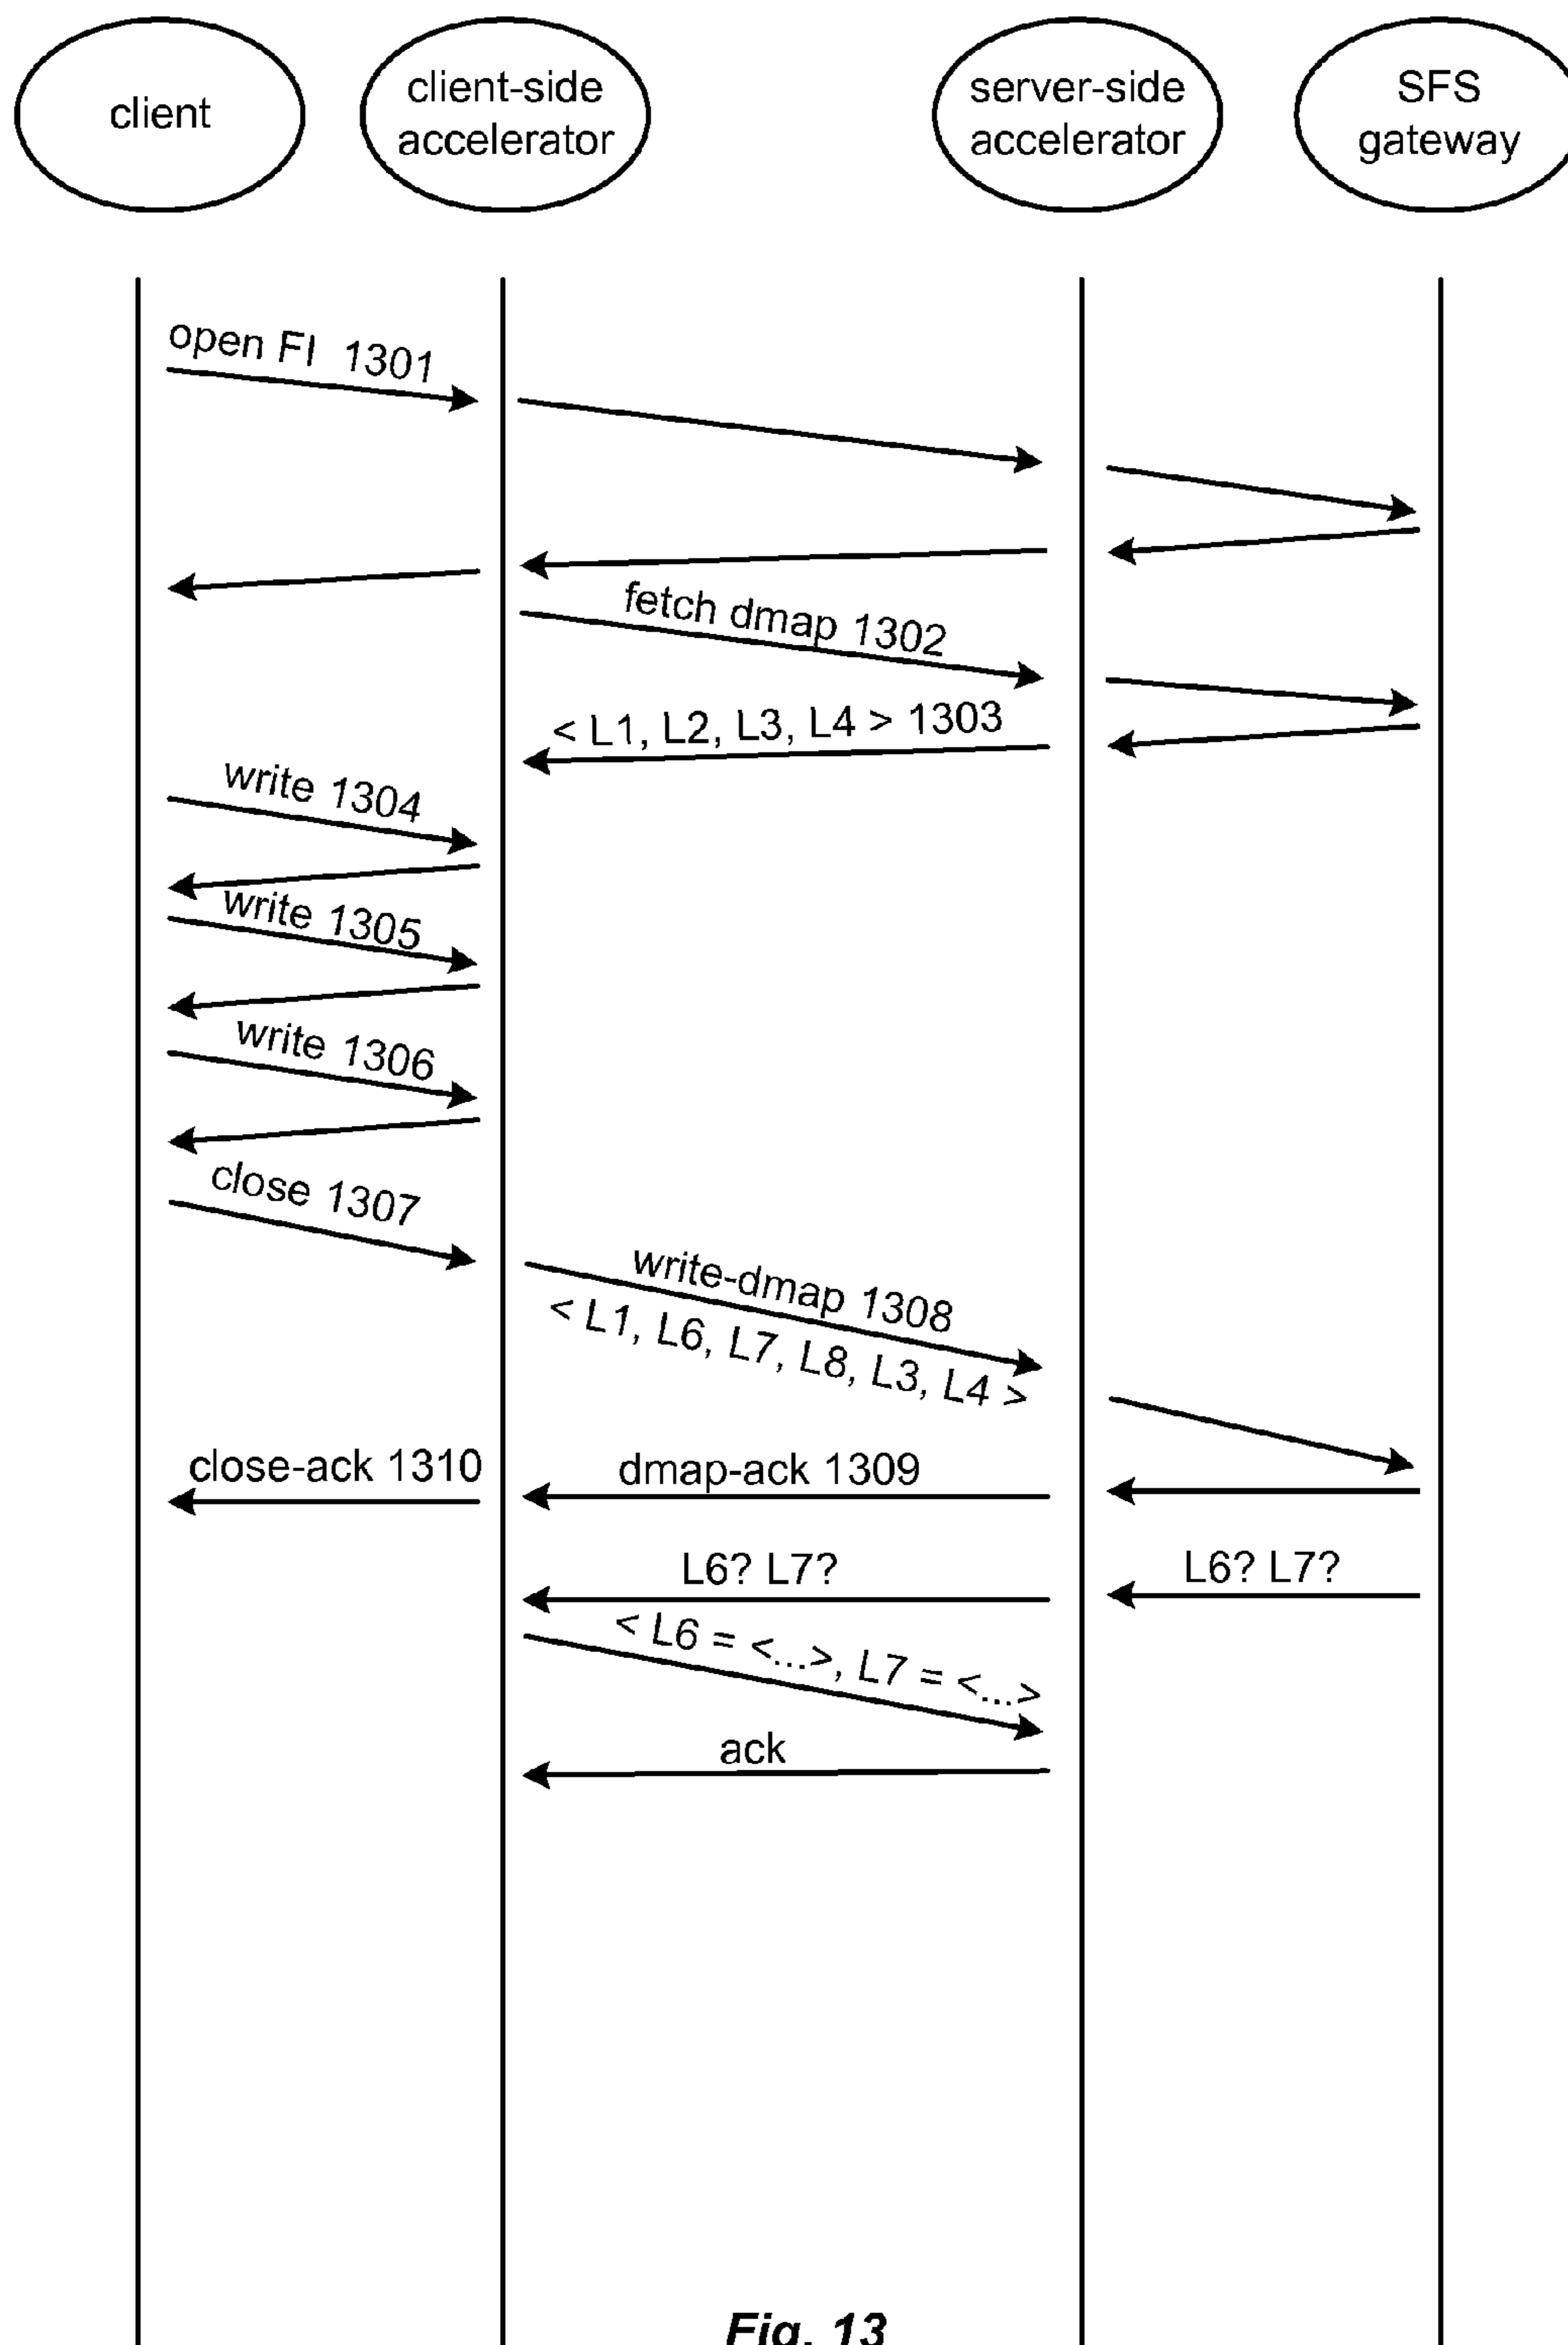 client
client-side
accelerator
server-side
accelerator
SFS
gateway
open FI 1301
fetch dmap 1302
< L1, L2, L3, L4 > 1303
write 1304
write 1305
write 1306
close 1307
write-dmap 1308
< L1, L6, L7, L8, L3, L4 >
close-ack 1310
dmap-ack 1309
L6? L7?
L6? L7?
< L6 = <...>, L7 = <...>
ack
Fig. 13